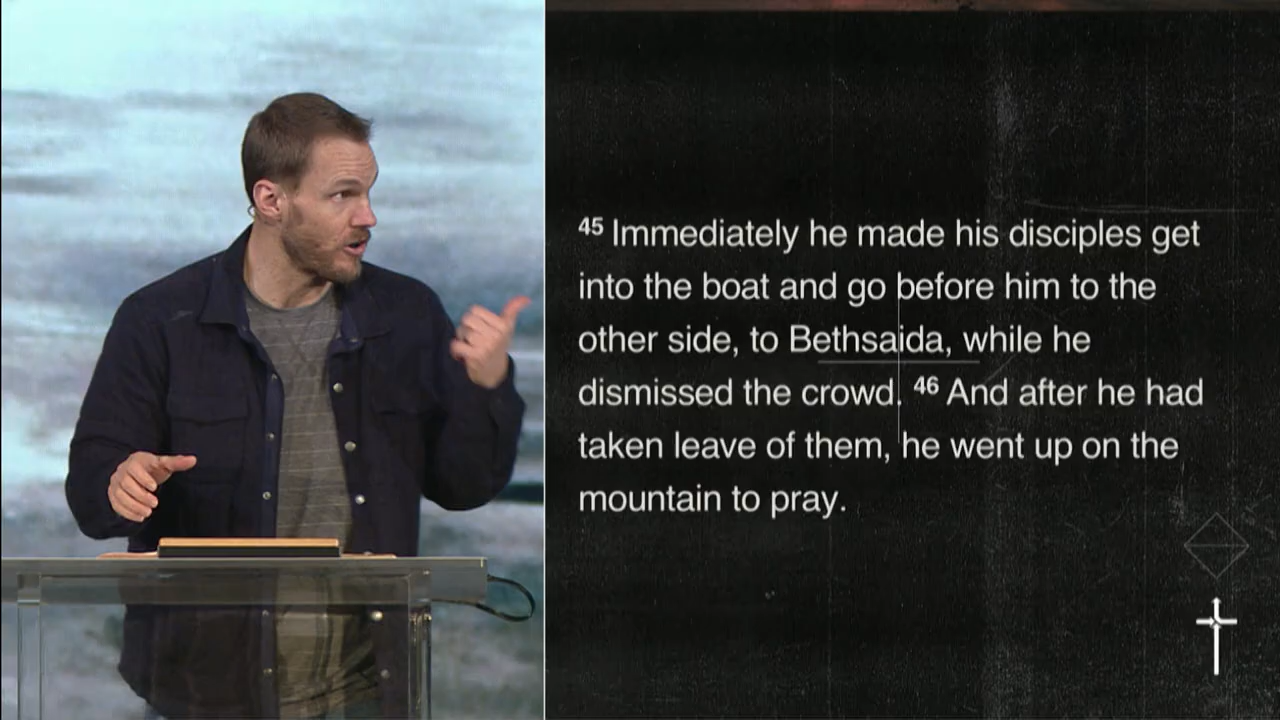 45 Immediately he made his disciples get
into the boat and go before him to the
other side, to Bethsaida, while he
dismissed the crowd. 46 And after he had
taken leave of them, he went up on the
mountain to pray.